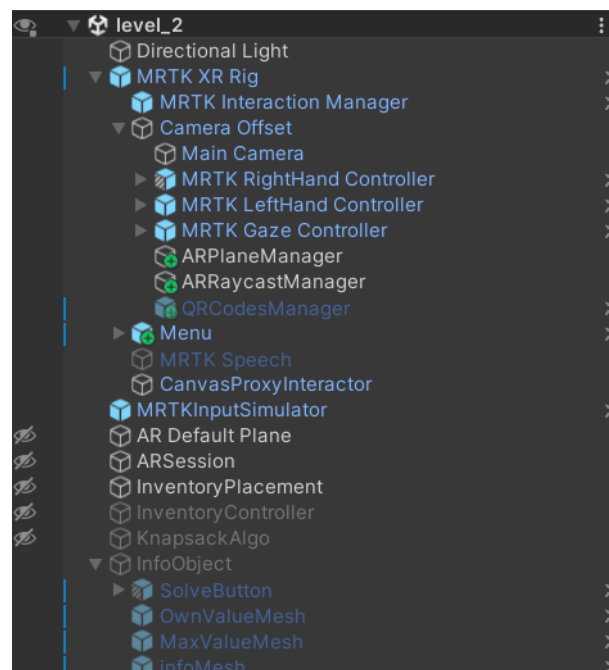 level_2
Directional Light
MRTK XR Rig
MRTK Interaction Manager
Camera Offset
Main Camera
MRTK RightHand Controller
MRTK LeftHand Controller
MRTK Gaze Controller
ARPlaneManager
ARRaycastManager
QRCodesManager
Menu
MRTK Speech
CanvasProxyInteractor
MRTKInputSimulator
AR Default Plane
ARSession
InventoryPlacement
InventoryController
KnapsackAlgo
InfoObject
SolveButton
OwnValueMesh
MaxValueMesh
infoMesh